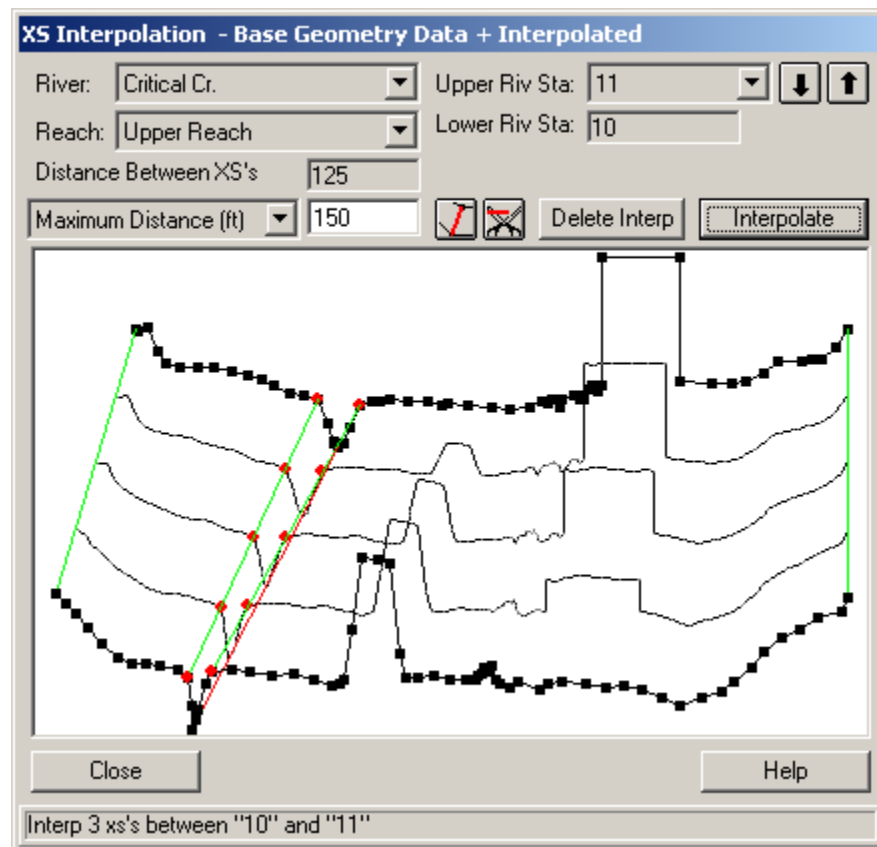 XS Interpolation - Base Geometry Data + Interpolated
River: Critical Cr. Upper Riv Sta: 11
Reach: Upper Reach Lower Riv Sta: 10
Distance Between XS's 125
Maximum Distance (ft) 150 Delete Interp Interpolate
Close Help
Interp 3 xs's between "10" and "11"